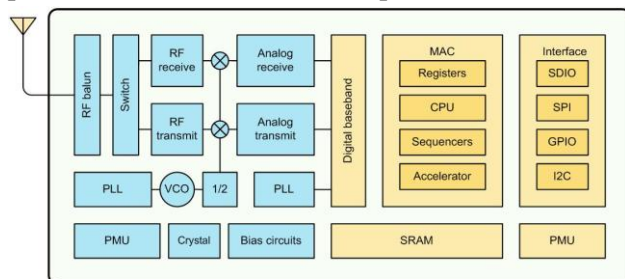 RF balun
Switch
RF
receive
Analog
receive
RF
transmit
Analog
transmit
PLL
VCO
1/2
PLL
Digital baseband
MAC
Registers
CPU
Sequencers
Accelerator
Interface
SDIO
SPI
GPIO
I2C
PMU
Crystal
Bias circuits
SRAM
PMU